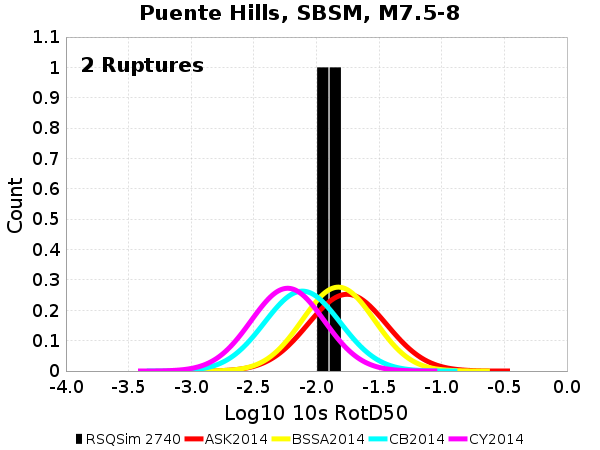 Puente Hills, SBSM, M7.5-8
2 Ruptures
1.1
1
0.9
0.8
0.7
0.6
0.5
0.4
0.3
0.2
0.1
0
Count
-4.0 -3.5 -3.0 -2.5 -2.0 -1.5 -1.0 -0.5 0.0
Log10 10s RotD50
RSQSim 2740 ASK2014 BSSA2014 CB2014 CY2014